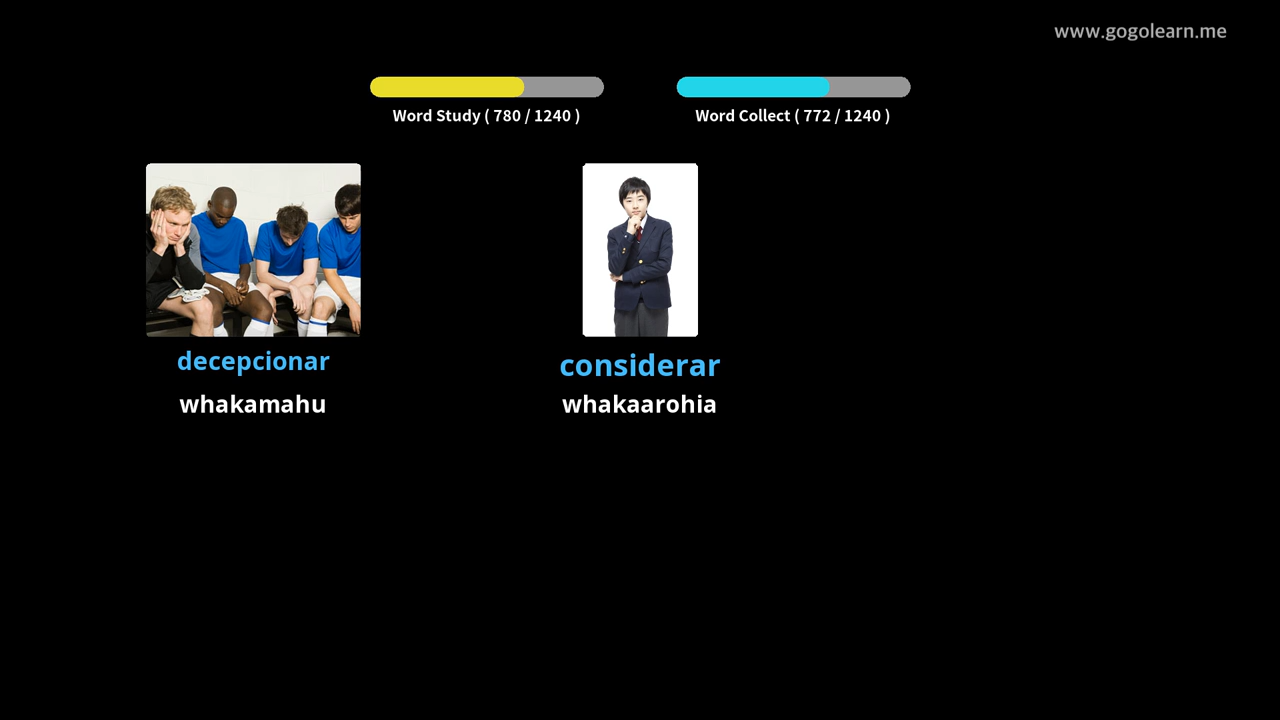 www.gogolearn.me
Word Study ( 780 / 1240 )
Word Collect ( 772 / 1240 )
decepcionar
whakamahu
considerar
whakaarohia